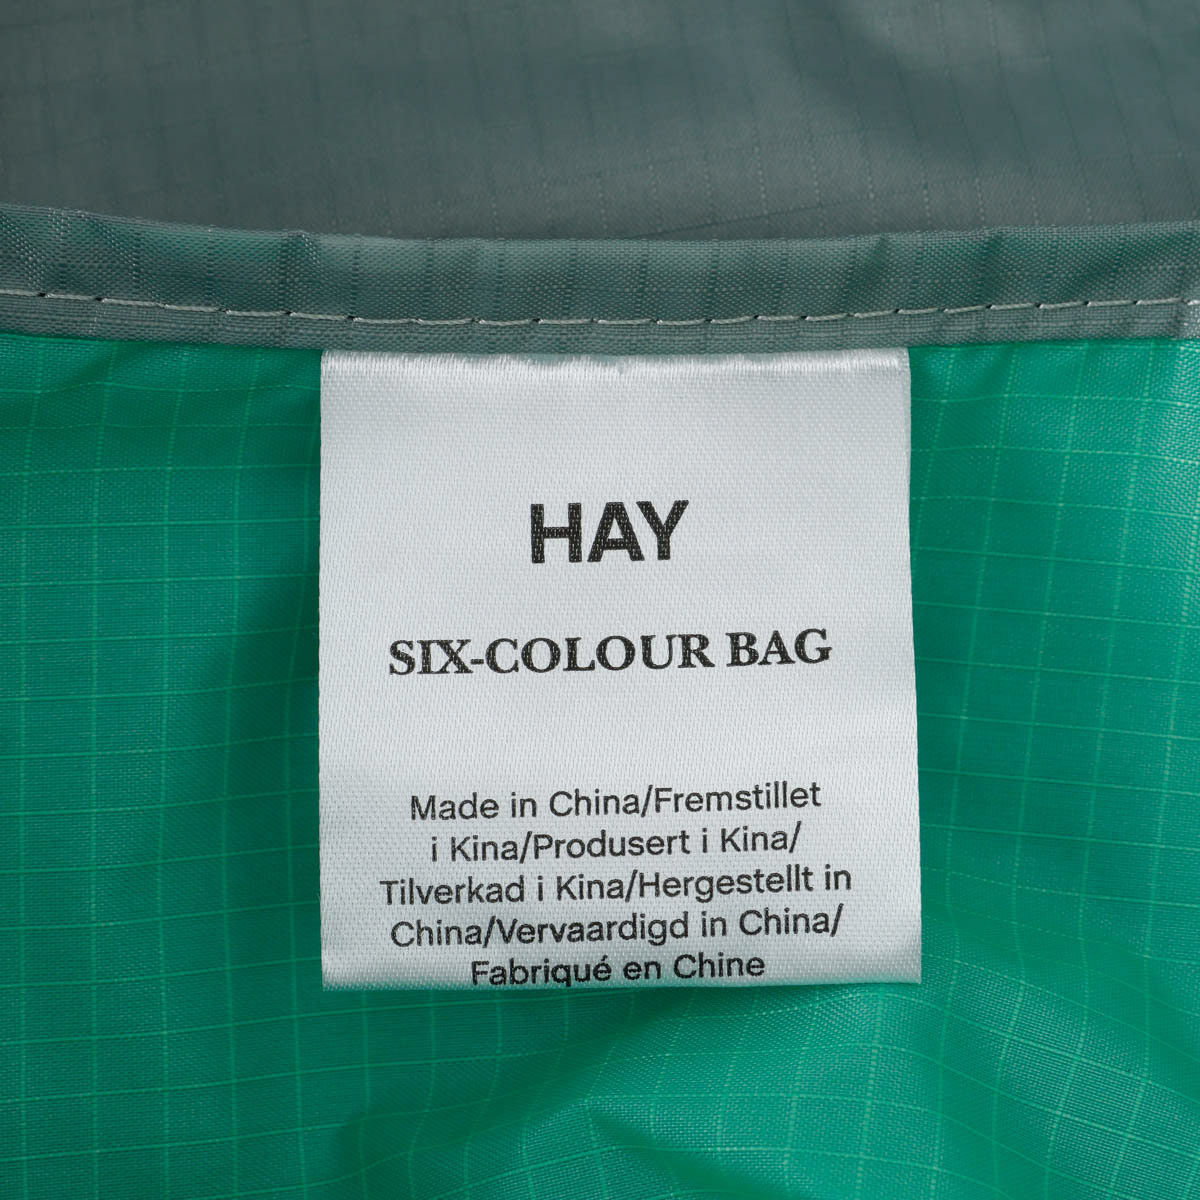 HAY
SIX-COLOUR BAG
Made in China/Fremstillet
i Kina/Produsert i Kina/
Tilverkad i Kina/Hergestellt in
China/Vervaardigd in China/
Fabriqué en Chine